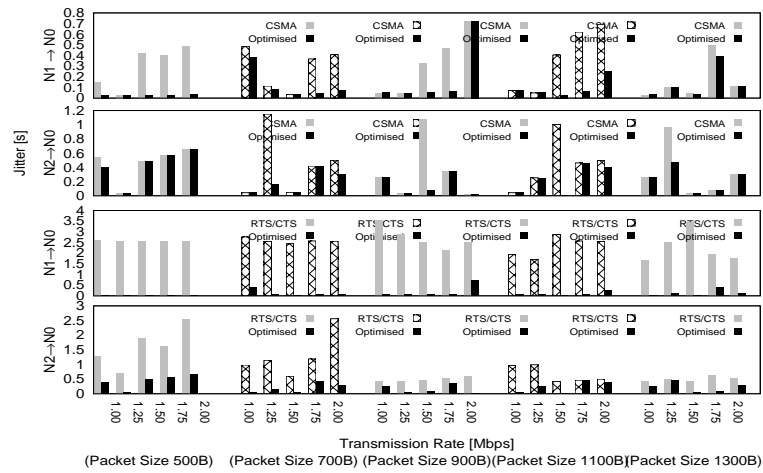 Jitter [s]
N1→N0
0.8
0.7
0.6
0.5
0.4
0.3
0.2
0.1
0
CSMA CSMA CSMA CSMA CSMA
Optimised Optimised Optimised Optimised Optimised
N2→N0
1.2
1
0.8
0.6
0.4
0.2
0
CSMA CSMA CSMA CSMA CSMA
Optimised Optimised Optimised Optimised Optimised
N1→N0
4
3.5
3
2.5
2
1.5
1
0.5
0
RTS/CTS RTS/CTS RTS/CTS RTS/CTS RTS/CTS
Optimised Optimised Optimised Optimised Optimised
N2→N0
3
2.5
2
1.5
1
0.5
0
RTS/CTS RTS/CTS RTS/CTS RTS/CTS RTS/CTS
Optimised Optimised Optimised Optimised Optimised
1.00 1.25 1.50 1.75 2.00 1.00 1.25 1.50 1.75 2.00 1.00 1.25 1.50 1.75 2.00 1.00 1.25 1.50 1.75 2.00 1.00 1.25 1.50 1.75 2.00
Transmission Rate [Mbps]
(Packet Size 500B) (Packet Size 700B) (Packet Size 900B) (Packet Size 1100B) (Packet Size 1300B)